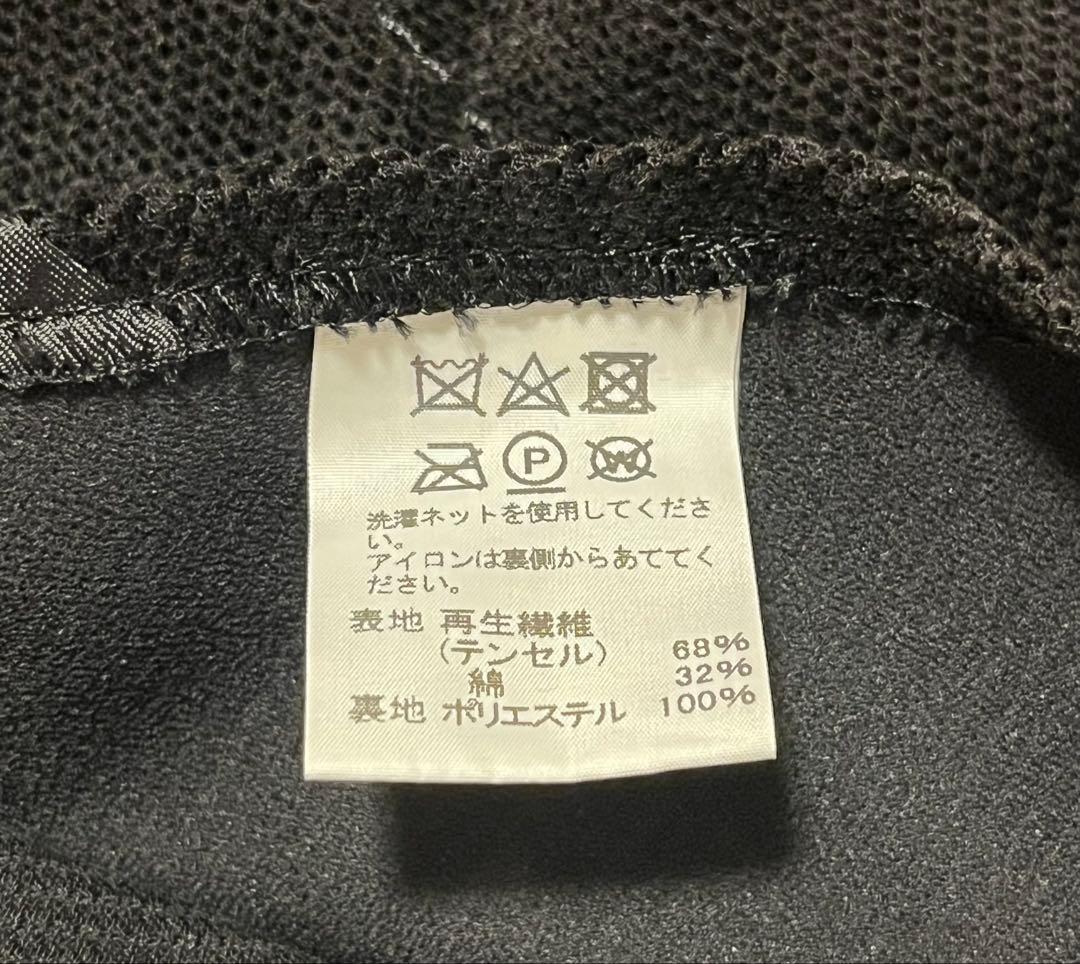 P W
洗濯ネットを使用してくださ
い。
アイロンは裏側からあててく
ださい。
表地 再生繊維
(テンセル) 68%
綿 32%
裏地 ポリエステル 100%